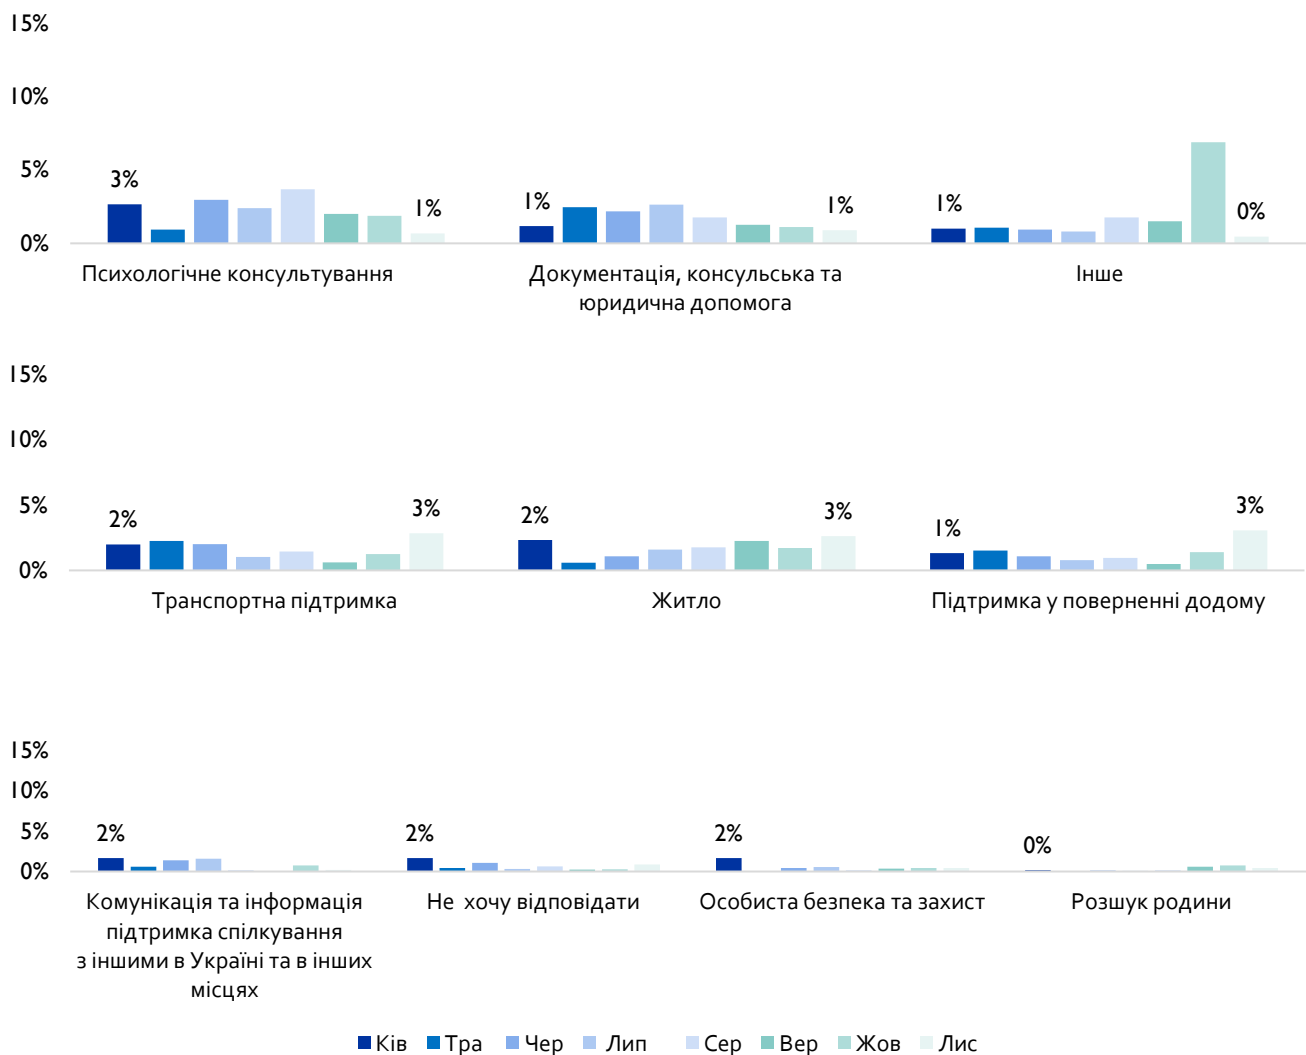 15%
10%
5%
0%
3%
1%
1%
1%
1%
0%
Психологічне консультування
Документація, консульська та
юридична допомога
Інше
15%
10%
5%
0%
2%
3%
2%
3%
1%
3%
Транспортна підтримка
Житло
Підтримка у поверненні додому
15%
10%
5%
0%
2%
2%
2%
0%
Комунікація та інформація
підтримка спілкування
з іншими в Україні та в інших
місцях
Не хочу відповідати
Особиста безпека та захист
Розшук родини
Ків Тра Чер Лип Сер Вер Жов Лис